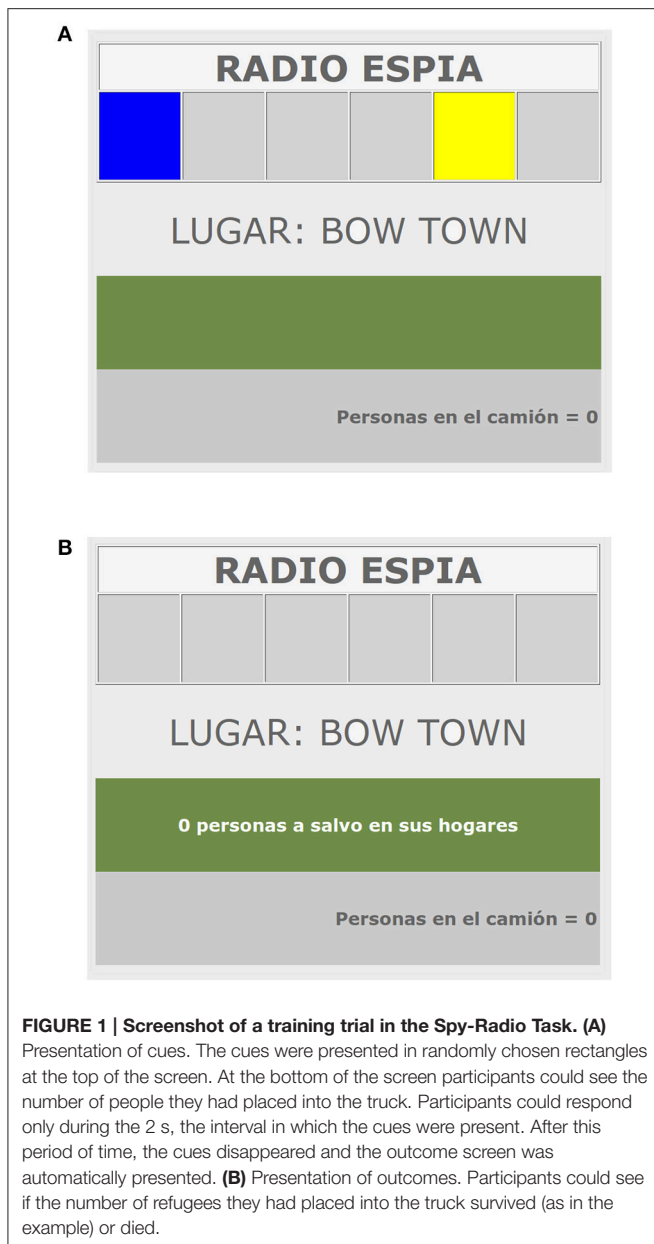 A
RADIO ESPIA
LUGAR: BOW TOWN
Personas en el camión = 0
B
RADIO ESPIA
LUGAR: BOW TOWN
0 personas a salvo en sus hogares
Personas en el camión = 0
FIGURE 1 | Screenshot of a training trial in the Spy-Radio Task. (A)
Presentation of cues. The cues were presented in randomly chosen rectangles
at the top of the screen. At the bottom of the screen participants could see the
number of people they had placed into the truck. Participants could respond
only during the 2 s, the interval in which the cues were present. After this
period of time, the cues disappeared and the outcome screen was
automatically presented. (B) Presentation of outcomes. Participants could see
if the number of refugees they had placed into the truck survived (as in the
example) or died.